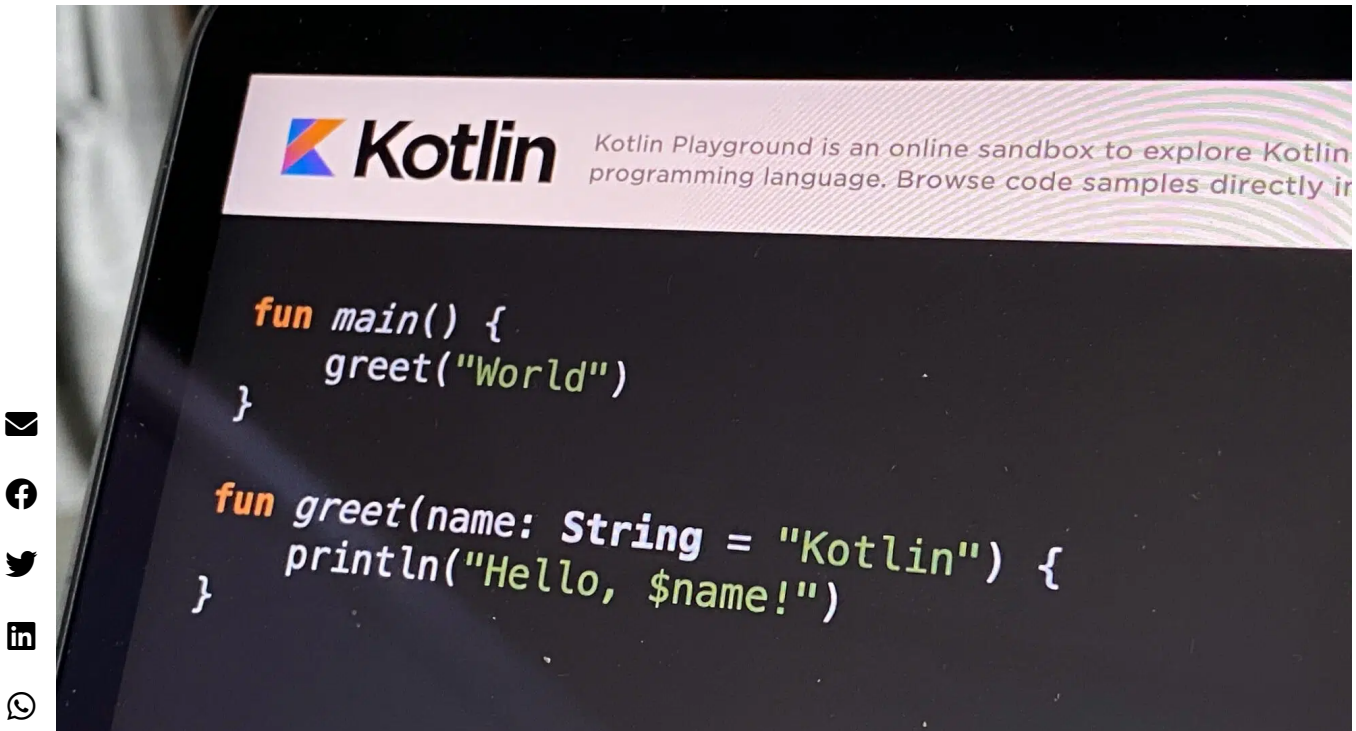 Kotlin
Kotlin Playground is an online sandbox to explore Kotlin
programming language. Browse code samples directly
fun main() {
    greet("World")
}
fun greet(name: String = "Kotlin") {
    println("Hello, $name!")
}
in